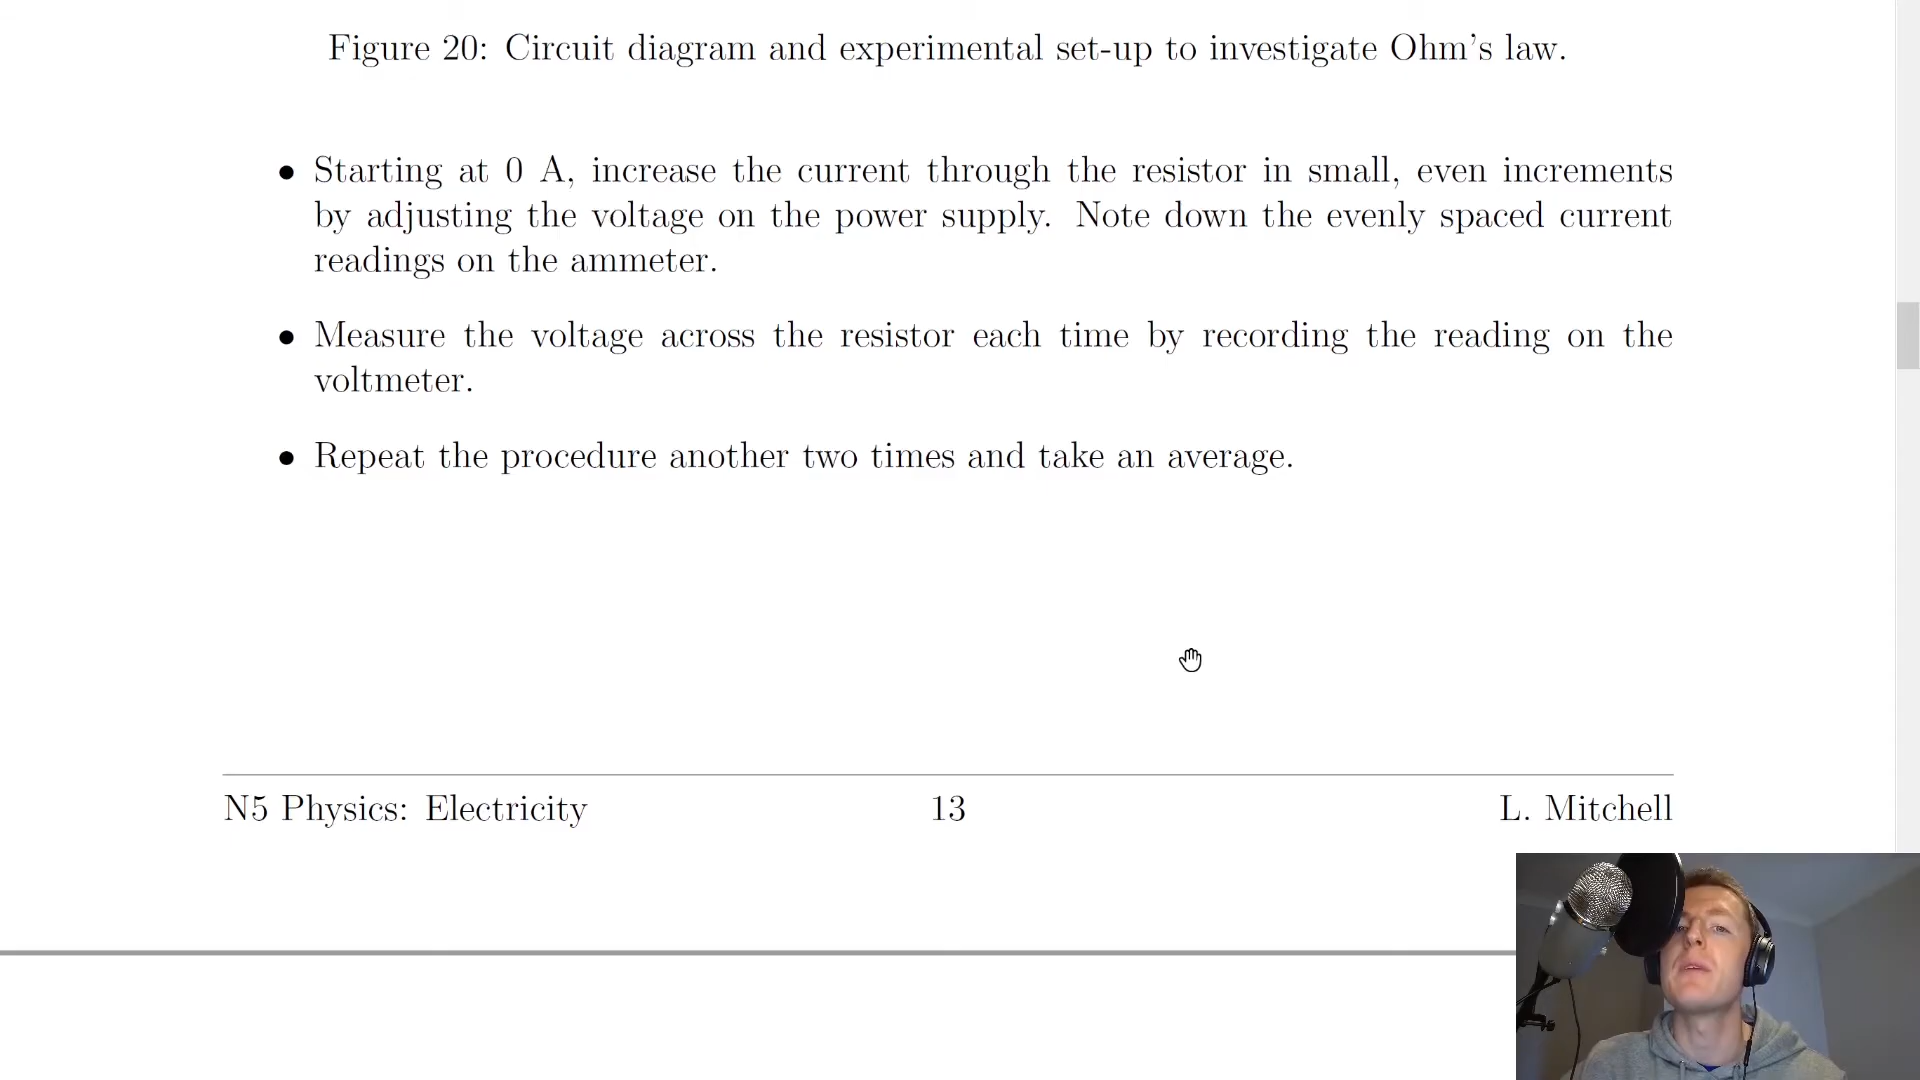 Figure 20: Circuit diagram and experimental set-up to investigate Ohm's law.
• Starting at 0 A, increase the current through the resistor in small, even increments
by adjusting the voltage on the power supply. Note down the evenly spaced current
readings on the ammeter.
• Measure the voltage across the resistor each time by recording the reading on the
voltmeter.
• Repeat the procedure another two times and take an average.
N5 Physics: Electricity 13 L. Mitchell